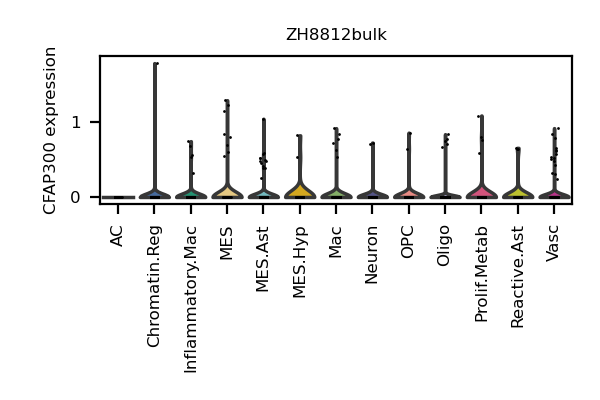 ZH8812bulk
CFAP300 expression
1
0
AC
Chromatin.Reg
Inflammatory.Mac
MES
MES.Ast
MES.Hyp
Mac
Neuron
OPC
Oligo
Prolif.Metab
Reactive.Ast
Vasc